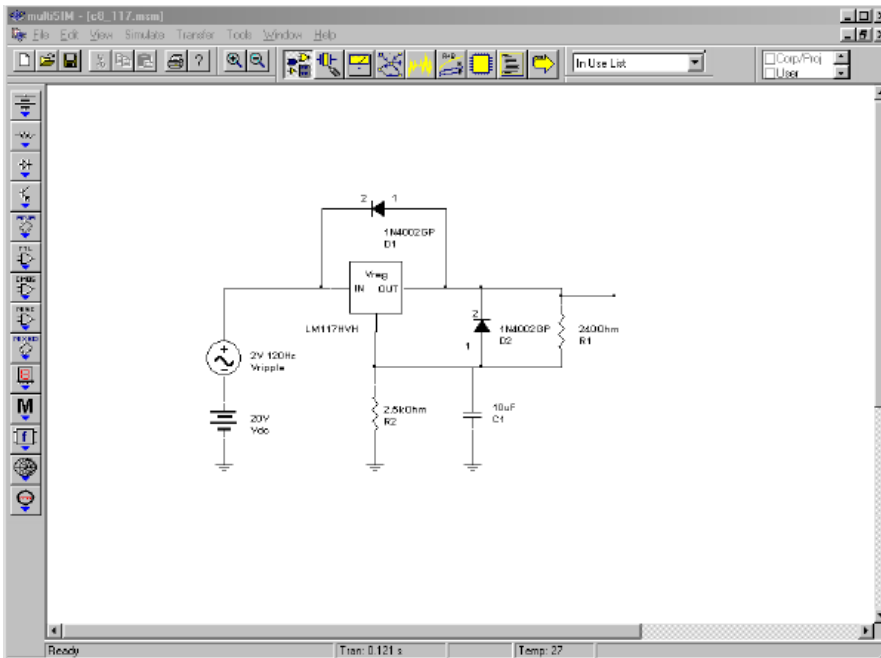 multiSIM - [c8_117.msm]
File Edit View Simulate Transfer Tools Window Help
In Use List
Corp/Proj
User
2 1
1N4002GP
D1
Vreg
IN OUT
LM117HVH
2
1N4002GP
D2
1
240Ohm
R1
2V 120Hz
Vripple
20V
Vdc
2.5kOhm
R2
10uF
C1
M
f
Ready
Tran: 0.121 s
Temp: 27